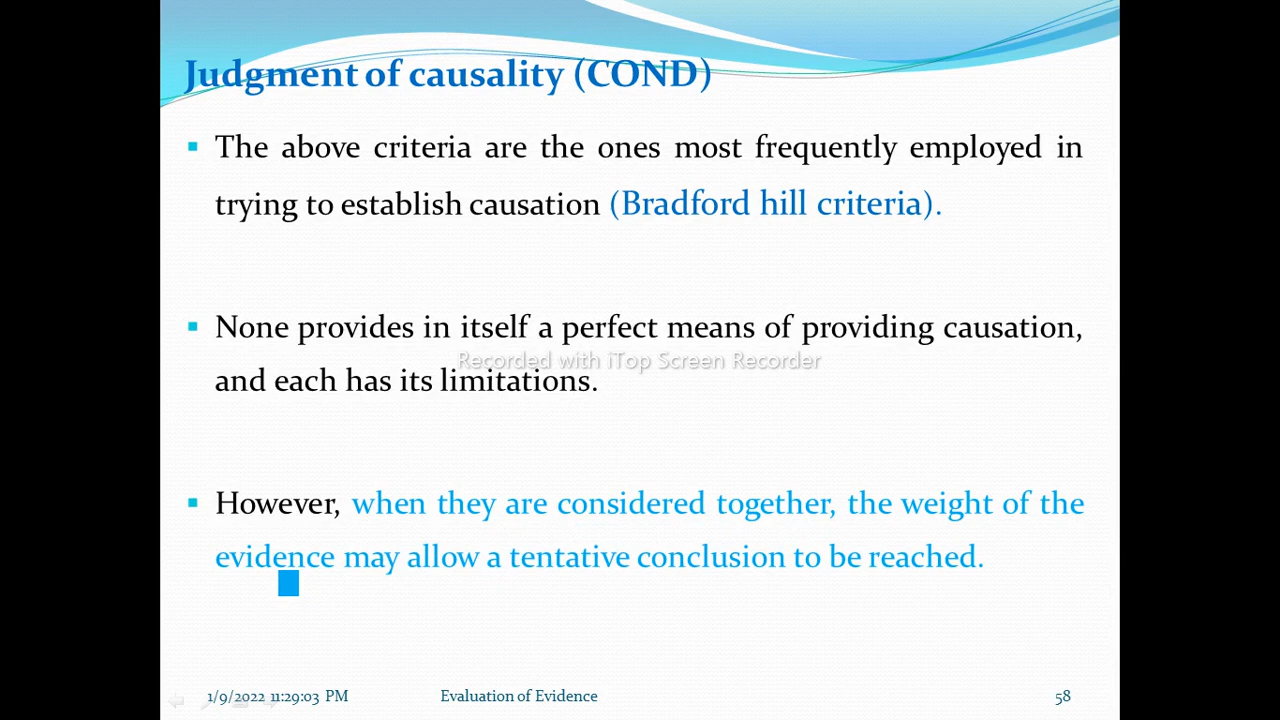 Judgment of causality (COND)
▪ The above criteria are the ones most frequently employed in
trying to establish causation (Bradford hill criteria).
▪ None provides in itself a perfect means of providing causation,
Recorded with iTop Screen Recorder
and each has its limitations.
▪ However, when they are considered together, the weight of the
evidence may allow a tentative conclusion to be reached.
1/9/2022 11:29:03 PM Evaluation of Evidence 58